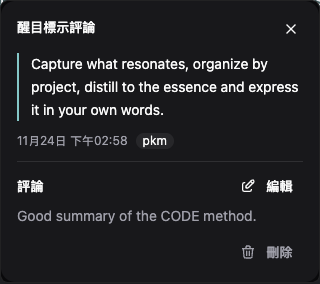 醒目標示評論
Capture what resonates, organize by
project, distill to the essence and express
it in your own words.
11月24日 下午02:58 pkm
評論 編輯
Good summary of the CODE method.
刪除